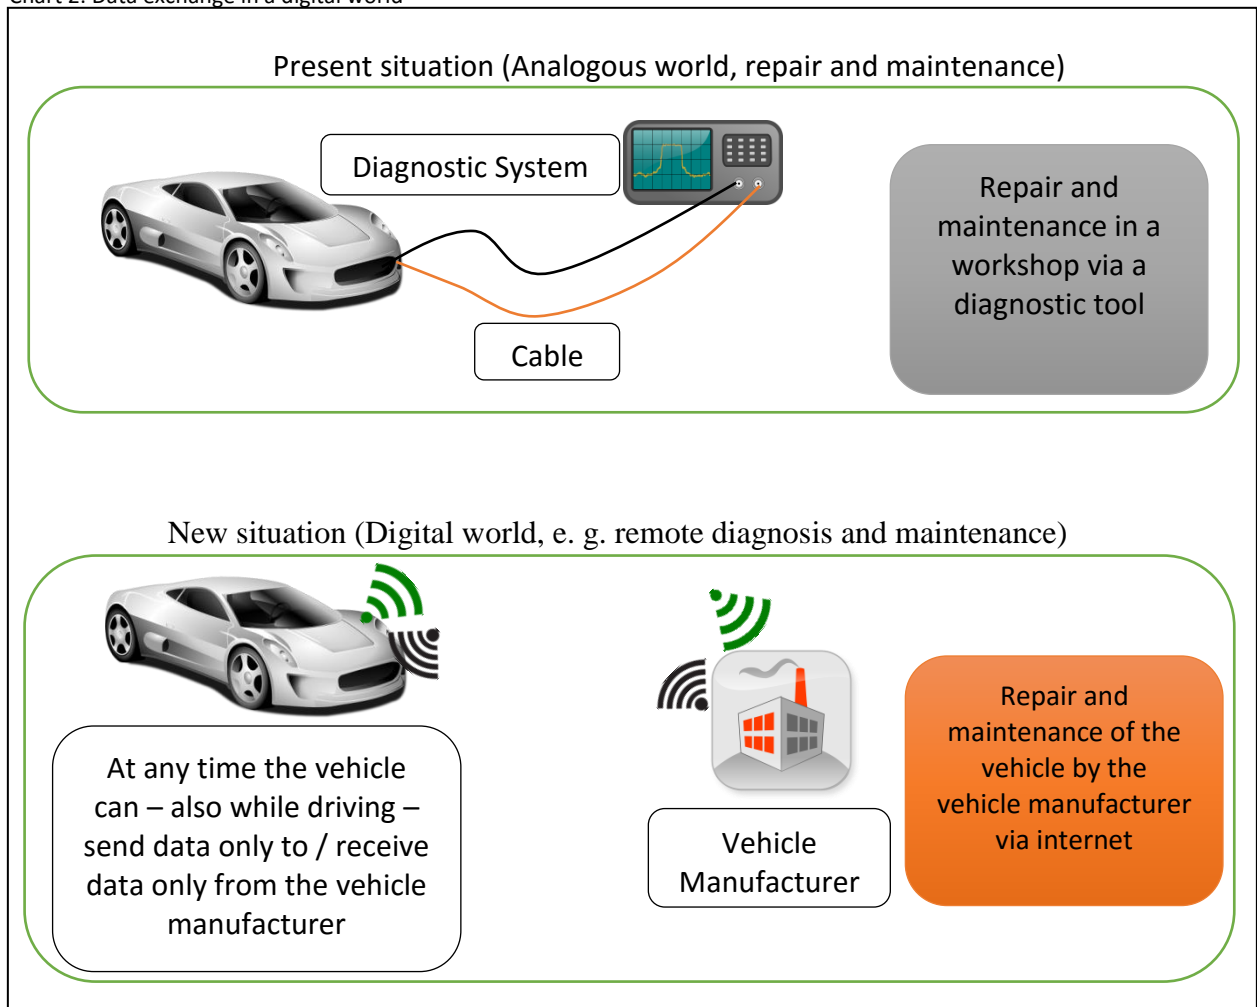 Chart 2: Data exchange in a digital world
Present situation (Analogous world, repair and maintenance)
Diagnostic System
Cable
Repair and
maintenance in a
workshop via a
diagnostic tool
New situation (Digital world, e. g. remote diagnosis and maintenance)
At any time the vehicle
can – also while driving –
send data only to / receive
data only from the vehicle
manufacturer
Vehicle
Manufacturer
Repair and
maintenance of the
vehicle by the
vehicle manufacturer
via internet